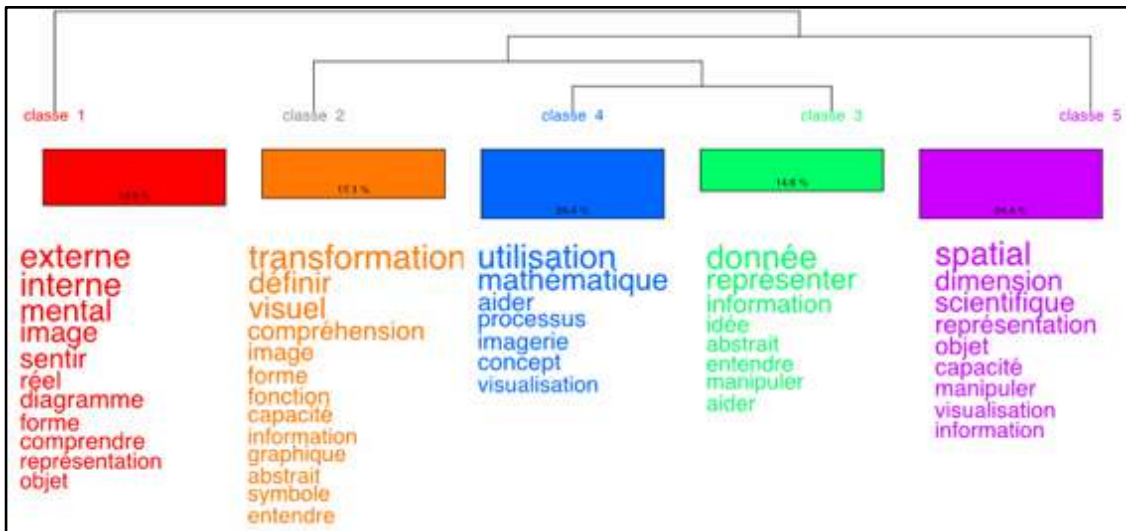 classe 1
classe 2
classe 4
classe 3
classe 5
17.1 %
14.6 %
externe
interne
mental
image
sentir
réel
diagramme
forme
comprendre
représentation
objet
transformation
définir
visuel
compréhension
image
forme
fonction
capacité
information
graphique
abstrait
symbole
entendre
utilisation
mathématique
aider
processus
imagerie
concept
visualisation
donnée
représenter
information
idée
abstrait
entendre
manipuler
aider
spatial
dimension
scientifique
représentation
objet
capacité
manipuler
visualisation
information